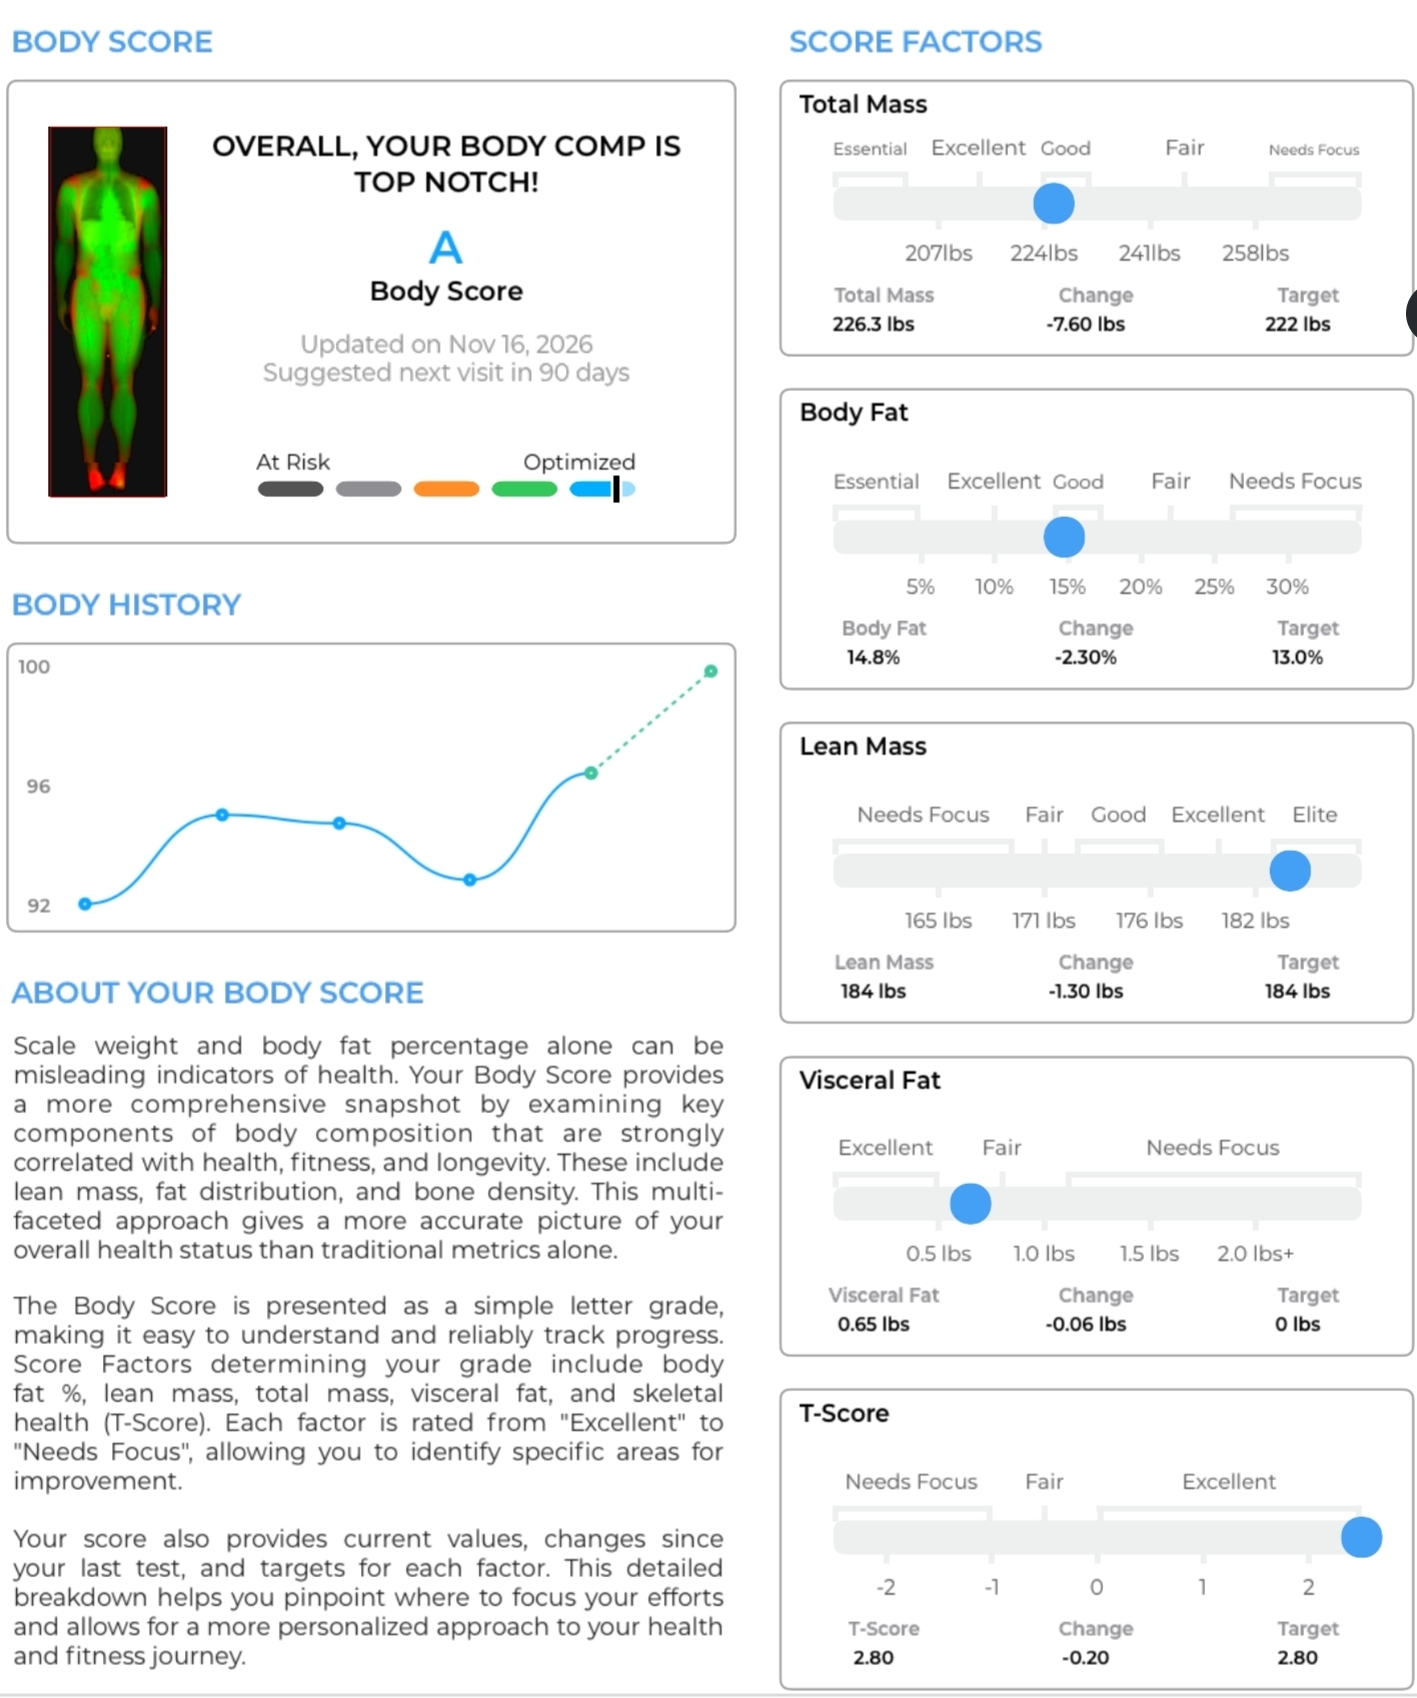 BODY SCORE
OVERALL, YOUR BODY COMP IS
TOP NOTCH!
A
Body Score
Updated on Nov 16, 2026
Suggested next visit in 90 days
At Risk
Optimized
BODY HISTORY
100
96
92
ABOUT YOUR BODY SCORE
Scale weight and body fat percentage alone can be
misleading indicators of health. Your Body Score provides
a more comprehensive snapshot by examining key
components of body composition that are strongly
correlated with health, fitness, and longevity. These include
lean mass, fat distribution, and bone density. This multi-
faceted approach gives a more accurate picture of your
overall health status than traditional metrics alone.
The Body Score is presented as a simple letter grade,
making it easy to understand and reliably track progress.
Score Factors determining your grade include body
fat %, lean mass, total mass, visceral fat, and skeletal
health (T-Score). Each factor is rated from "Excellent" to
"Needs Focus", allowing you to identify specific areas for
improvement.
Your score also provides current values, changes since
your last test, and targets for each factor. This detailed
breakdown helps you pinpoint where to focus your efforts
and allows for a more personalized approach to your health
and fitness journey.
SCORE FACTORS
Total Mass
Essential Excellent Good Fair Needs Focus
207lbs 224lbs 241lbs 258lbs
Total Mass Change Target
226.3 lbs -7.60 lbs 222 lbs
Body Fat
Essential Excellent Good Fair Needs Focus
5% 10% 15% 20% 25% 30%
Body Fat Change Target
14.8% -2.30% 13.0%
Lean Mass
Needs Focus Fair Good Excellent Elite
165 lbs 171 lbs 176 lbs 182 lbs
Lean Mass Change Target
184 lbs -1.30 lbs 184 lbs
Visceral Fat
Excellent Fair Needs Focus
0.5 lbs 1.0 lbs 1.5 lbs 2.0 lbs+
Visceral Fat Change Target
0.65 lbs -0.06 lbs 0 lbs
T-Score
Needs Focus Fair Excellent
-2 -1 0 1 2
T-Score Change Target
2.80 -0.20 2.80